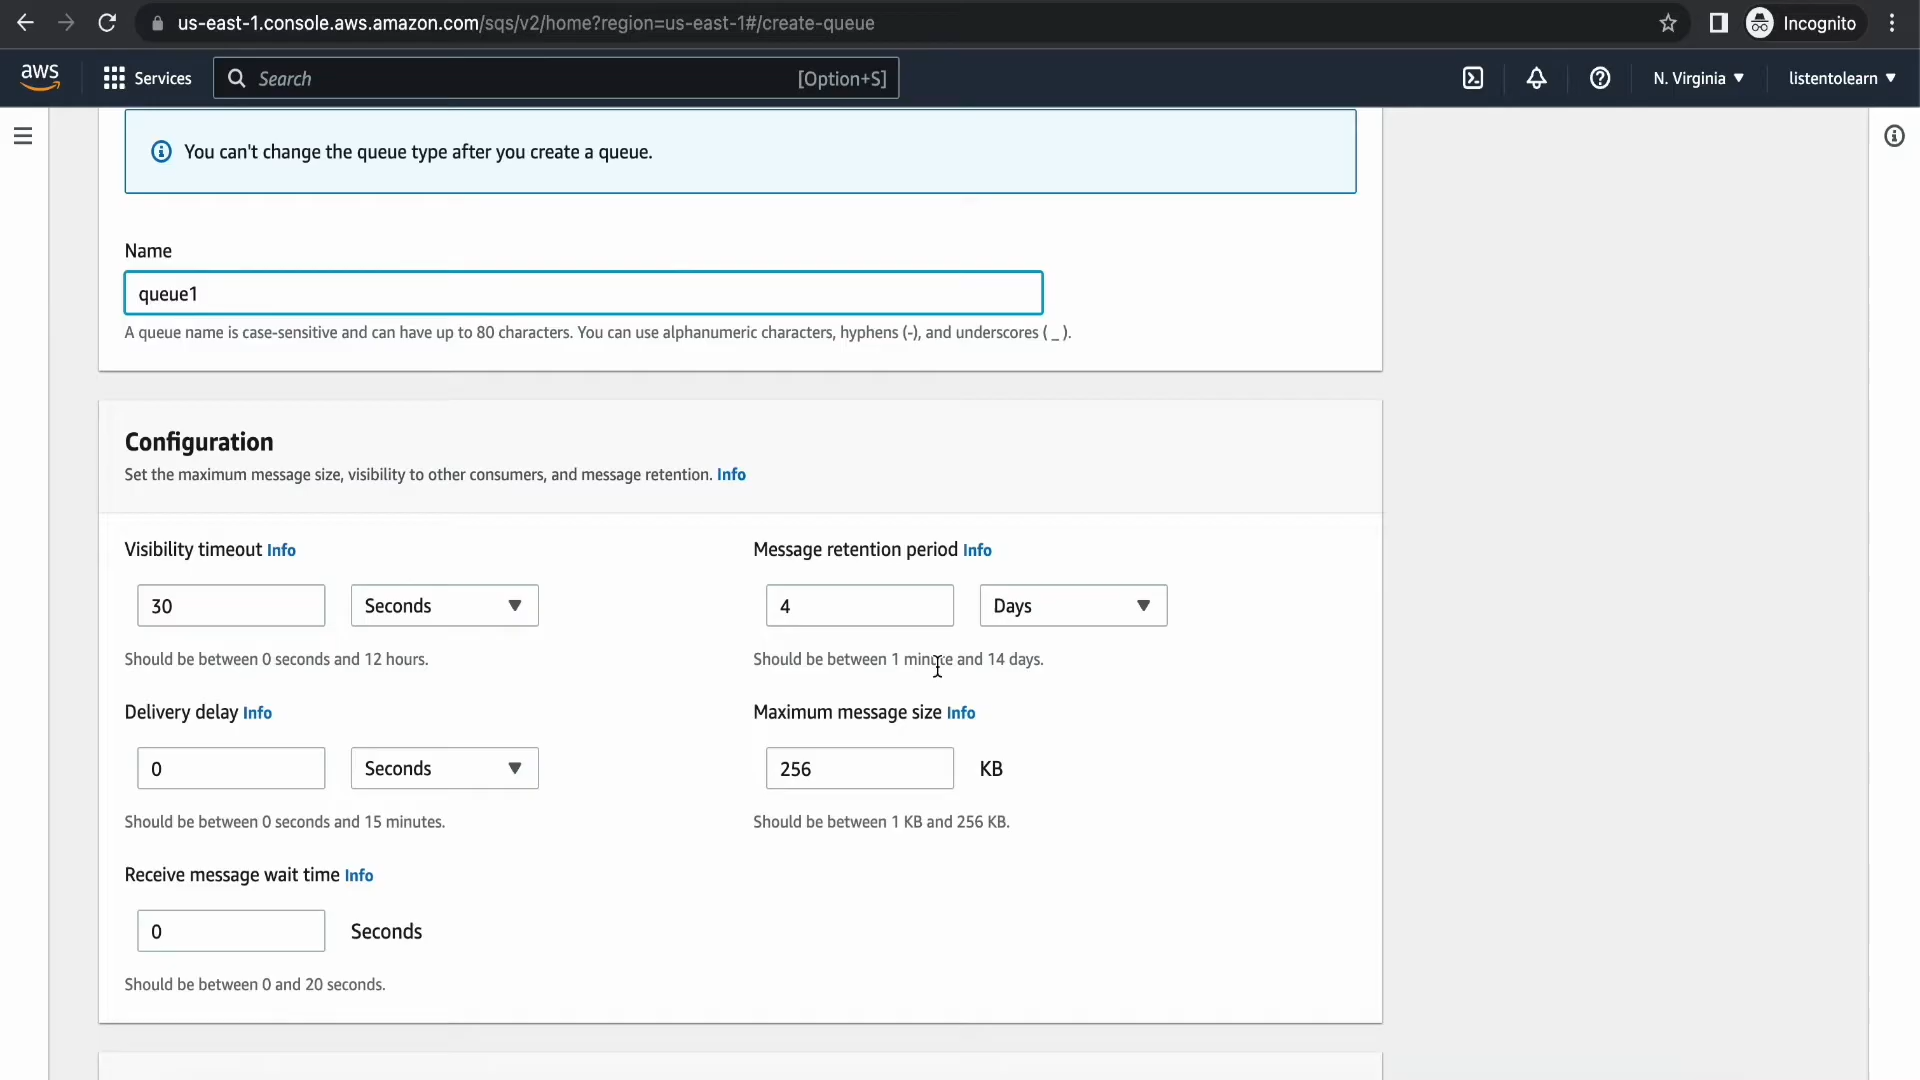 us-east-1.console.aws.amazon.com/sqs/v2/home?region=us-east-1#/create-queue
Incognito
aws
Services
Search
[Option+S]
N. Virginia
listentolearn
You can't change the queue type after you create a queue.
Name
queue1
A queue name is case-sensitive and can have up to 80 characters. You can use alphanumeric characters, hyphens (-), and underscores ( _ ).
Configuration
Set the maximum message size, visibility to other consumers, and message retention. Info
Visibility timeout Info
30
Seconds
Should be between 0 seconds and 12 hours.
Message retention period Info
4
Days
Should be between 1 minute and 14 days.
Delivery delay Info
0
Seconds
Should be between 0 seconds and 15 minutes.
Maximum message size Info
256
KB
Should be between 1 KB and 256 KB.
Receive message wait time Info
0
Seconds
Should be between 0 and 20 seconds.